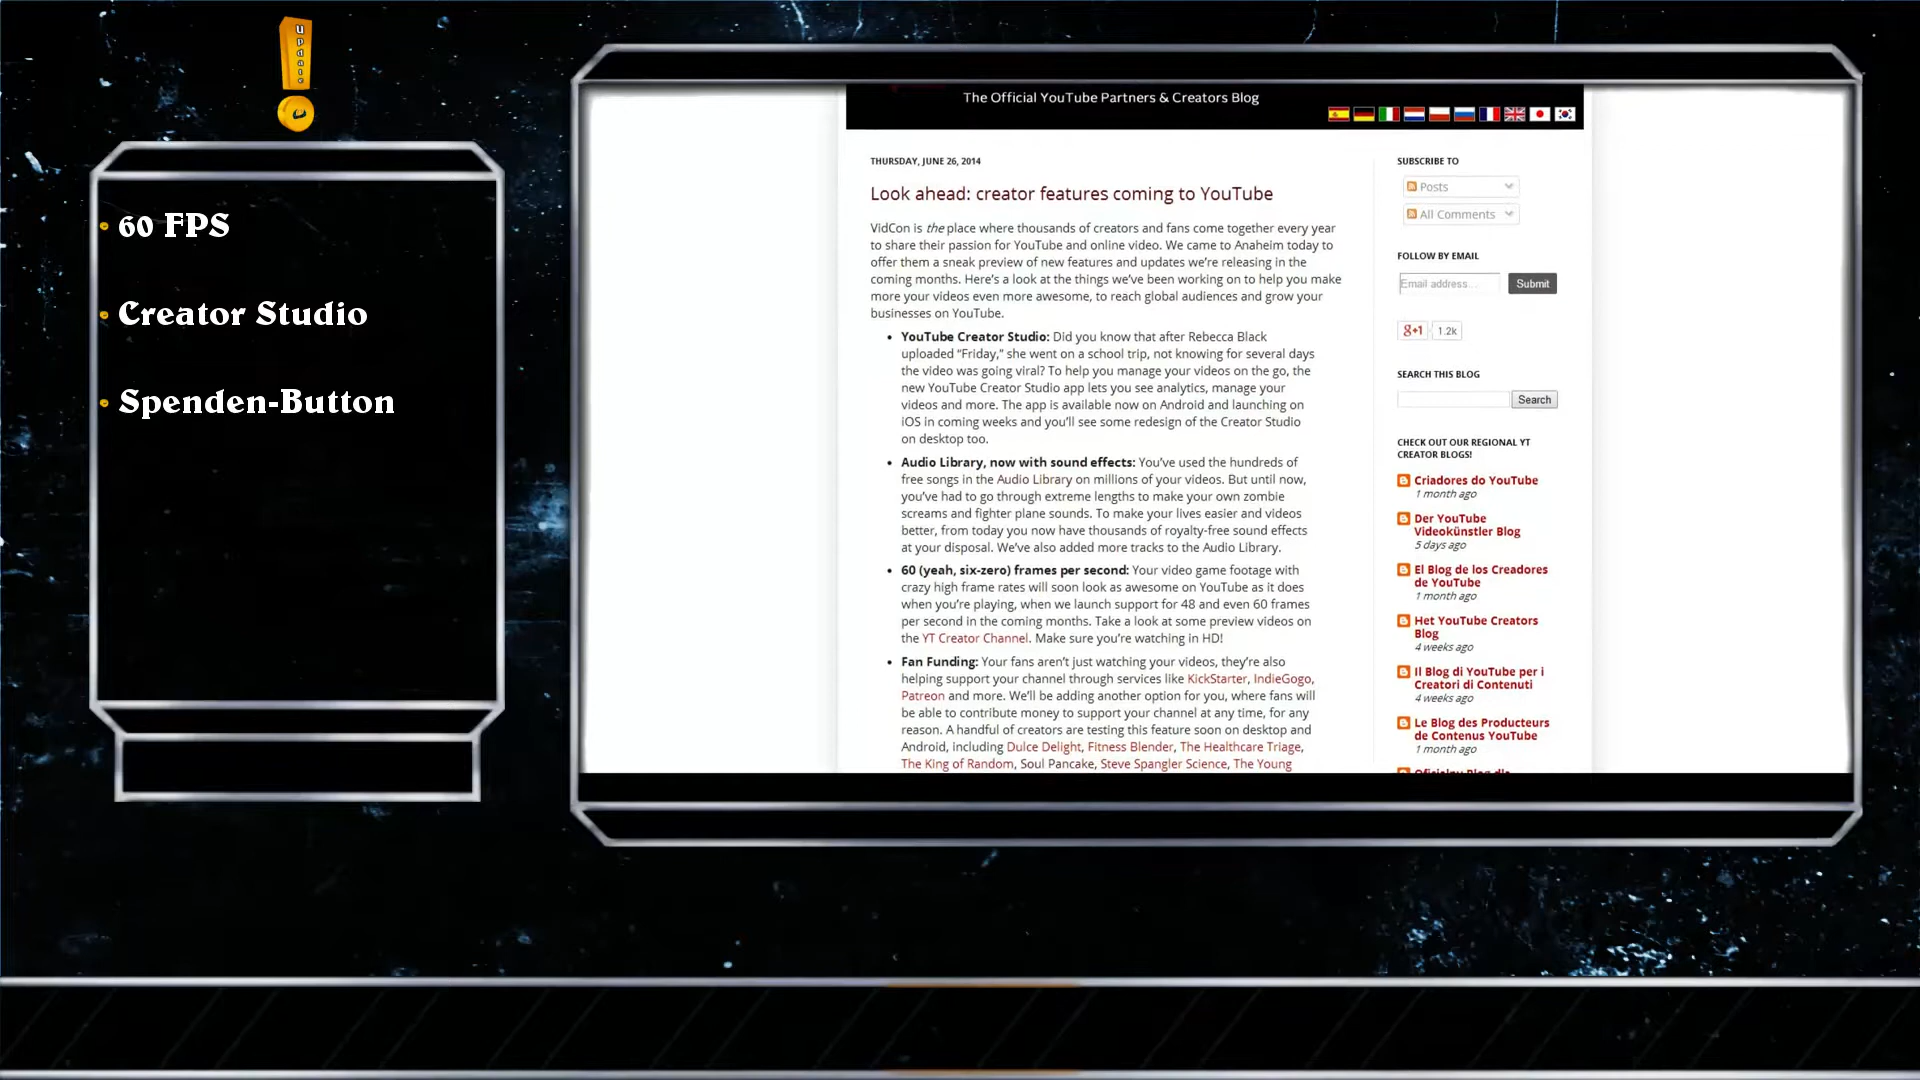 update
60 FPS
Creator Studio
Spenden-Button
The Official YouTube Partners & Creators Blog
THURSDAY, JUNE 26, 2014
Look ahead: creator features coming to YouTube
VidCon is the place where thousands of creators and fans come together every year
to share their passion for YouTube and online video. We came to Anaheim today to
offer them a sneak preview of new features and updates we're releasing in the
coming months. Here's a look at the things we've been working on to help you make
more your videos even more awesome, to reach global audiences and grow your
businesses on YouTube.
• YouTube Creator Studio: Did you know that after Rebecca Black
uploaded "Friday," she went on a school trip, not knowing for several days
the video was going viral? To help you manage your videos on the go, the
new YouTube Creator Studio app lets you see analytics, manage your
videos and more. The app is available now on Android and launching on
iOS in coming weeks and you'll see some redesign of the Creator Studio
on desktop too.
• Audio Library, now with sound effects: You've used the hundreds of
free songs in the Audio Library on millions of your videos. But until now,
you've had to go through extreme lengths to make your own zombie
screams and fighter plane sounds. To make your lives easier and videos
better, from today you now have thousands of royalty-free sound effects
at your disposal. We've also added more tracks to the Audio Library.
• 60 (yeah, six-zero) frames per second: Your video game footage with
crazy high frame rates will soon look as awesome on YouTube as it does
when you're playing, when we launch support for 48 and even 60 frames
per second in the coming months. Take a look at some preview videos on
the YT Creator Channel. Make sure you're watching in HD!
• Fan Funding: Your fans aren't just watching your videos, they're also
helping support your channel through services like KickStarter, IndieGogo,
Patreon and more. We'll be adding another option for you, where fans will
be able to contribute money to support your channel at any time, for any
reason. A handful of creators are testing this feature soon on desktop and
Android, including Dulce Delight, Fitness Blender, The Healthcare Triage,
The King of Random, Soul Pancake, Steve Spangler Science, The Young
SUBSCRIBE TO
Posts
All Comments
FOLLOW BY EMAIL
Email address...
Submit
g+1 1.2k
SEARCH THIS BLOG
Search
CHECK OUT OUR REGIONAL YT
CREATOR BLOGS!
Criadores do YouTube
1 month ago
Der YouTube
Videokünstler Blog
5 days ago
El Blog de los Creadores
de YouTube
1 month ago
Het YouTube Creators
Blog
4 weeks ago
Il Blog di YouTube per i
Creatori di Contenuti
4 weeks ago
Le Blog des Producteurs
de Contenus YouTube
1 month ago